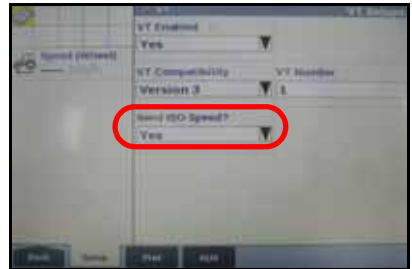 VT Enabled
Yes
Speed (Wheel)
VT Compatibility
VT Number
Version 3
1
Send ISO Speed?
Yes
Setup